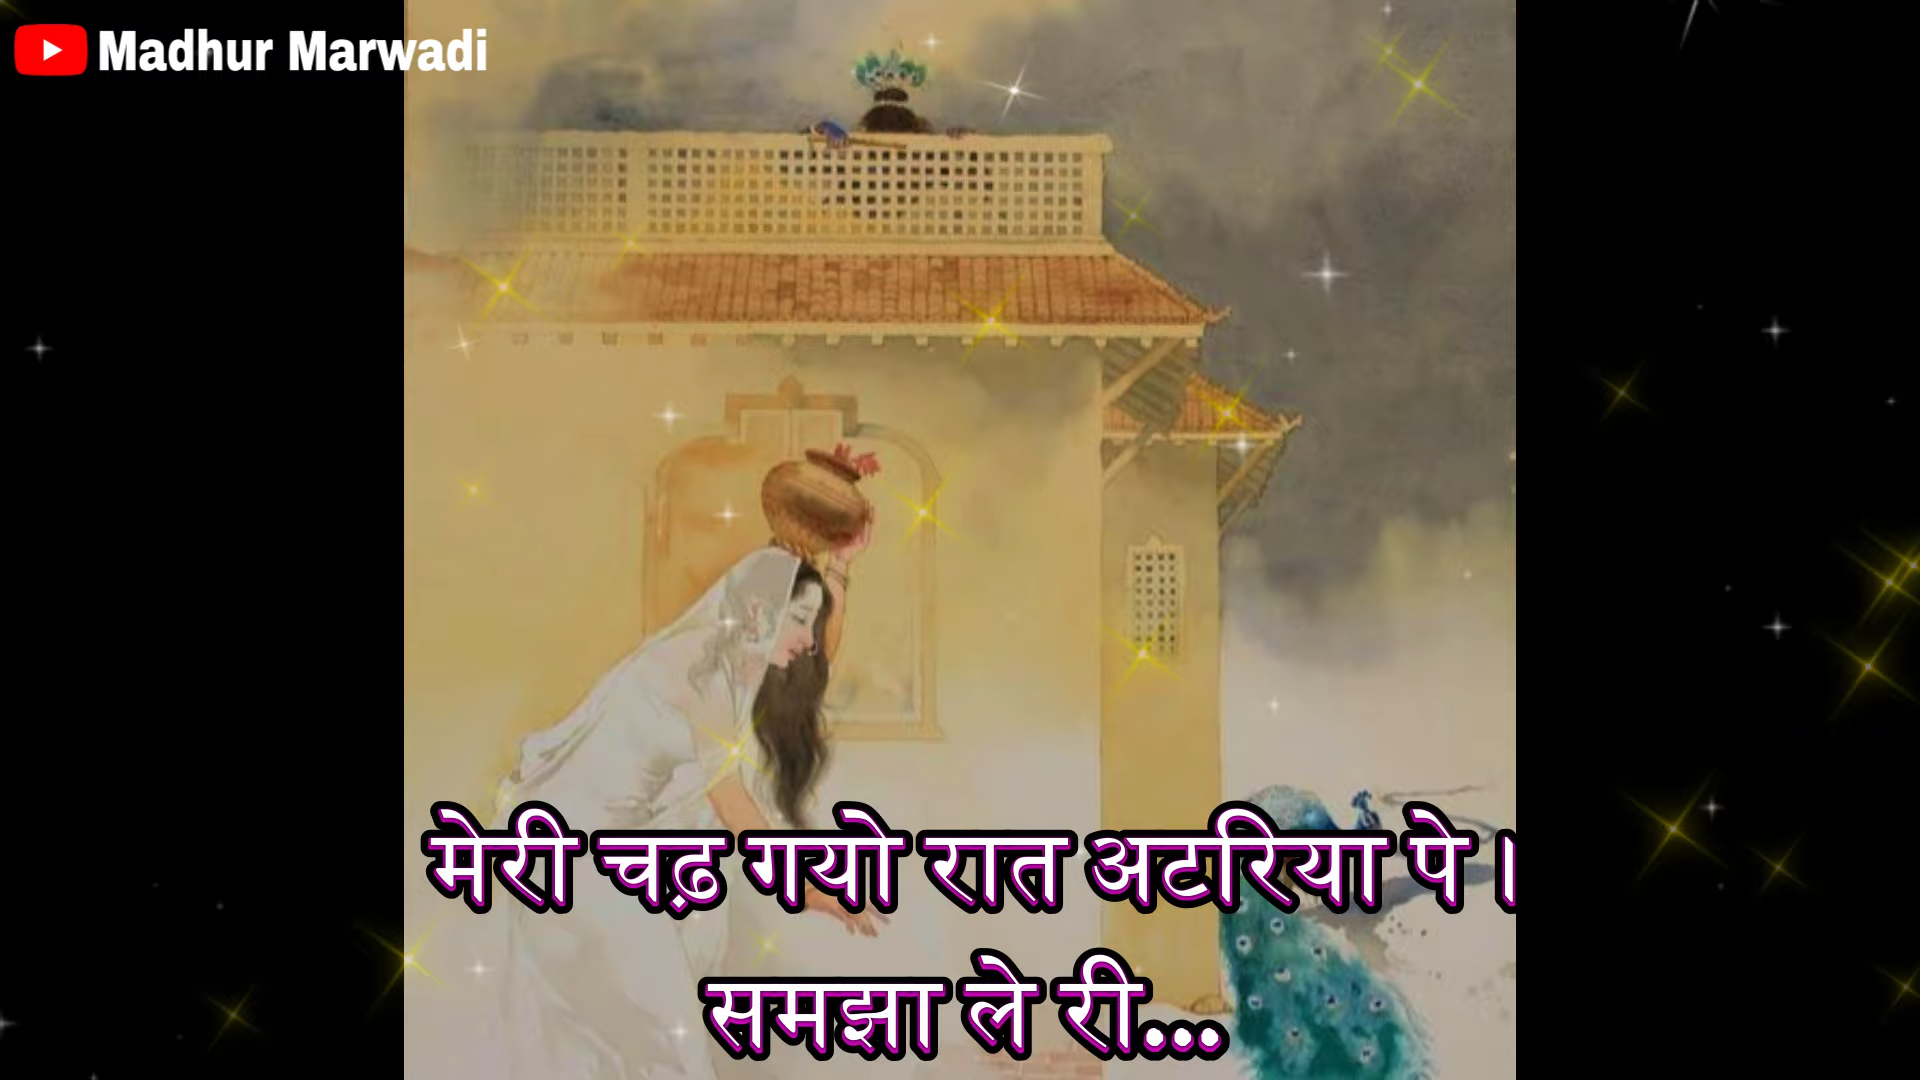 Madhur Marwadi
मेरी चढ़ गयो रात अटरिया पे।
समझा ले री...